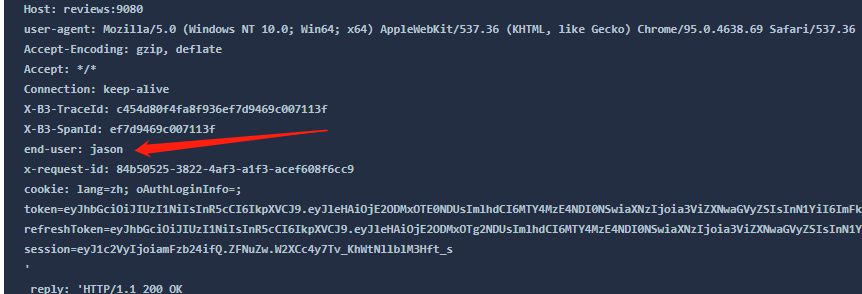 Host: reviews:9080
user-agent: Mozilla/5.0 (Windows NT 10.0; Win64; x64) AppleWebKit/537.36 (KHTML, like Gecko) Chrome/95.0.4638.69 Safari/537.36
Accept-Encoding: gzip, deflate
Accept: */*
Connection: keep-alive
X-B3-TraceId: c454d80f4fa8f936ef7d9469c007113f
X-B3-SpanId: ef7d9469c007113f
end-user: jason
x-request-id: 84b50525-3822-4af3-a1f3-acef608f6cc9
cookie: lang=zh; oAuthLoginInfo=;
token=eyJhbGciOiJIUzI1NiIsInR5cCI6IkpXVCJ9.eyJleHAiOjE2ODMxOTE0NDUsImlhdCI6MTY4MzE4NDI0NSwiaXNzIjoia3ViZXNwaGVyZSIsInN1YiI6ImFk
refreshToken=eyJhbGciOiJIUzI1NiIsInR5cCI6IkpXVCJ9.eyJleHAiOjE2ODMxOTg2NDUsImlhdCI6MTY4MzE4NDI0NSwiaXNzIjoia3ViZXNwaGVyZSIsInN1Y
session=eyJ1c2VyIjoiamFzb24ifQ.ZFNuZw.W2XCc4y7Tv_KhWtNllblM3Hft_s
'
reply: 'HTTP/1.1 200 OK